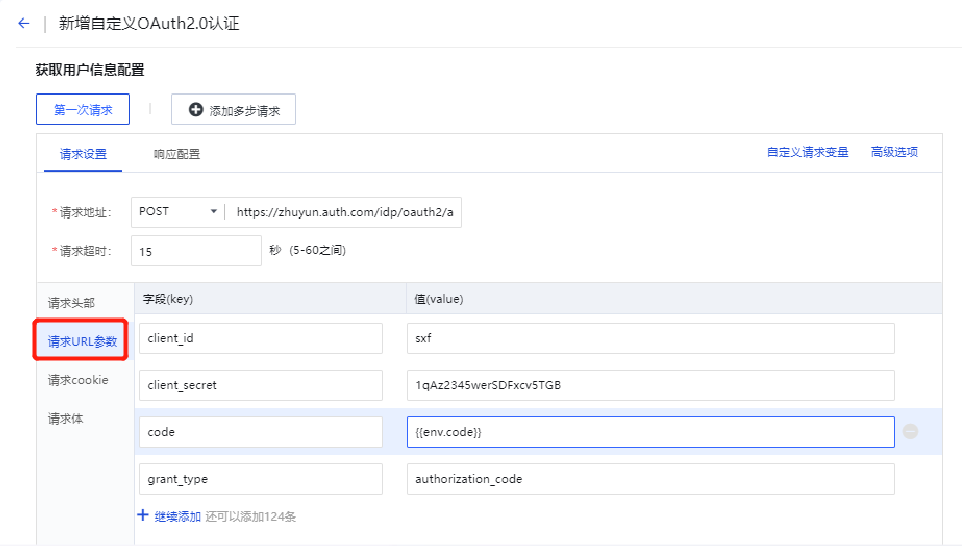 新增自定义OAuth2.0认证
获取用户信息配置
第一次请求 添加多步请求
请求设置 响应配置 自定义请求变量 高级选项
*请求地址: POST https://zhuyun.auth.com/idp/oauth2/a
*请求超时: 15 秒 (5-60之间)
请求头部 字段(key) 值(value)
请求URL参数 client_id sxf
请求cookie client_secret 1qAz2345werSDFxcv5TGB
请求体 code {{env.code}}
grant_type authorization_code
继续添加 还可以添加124条